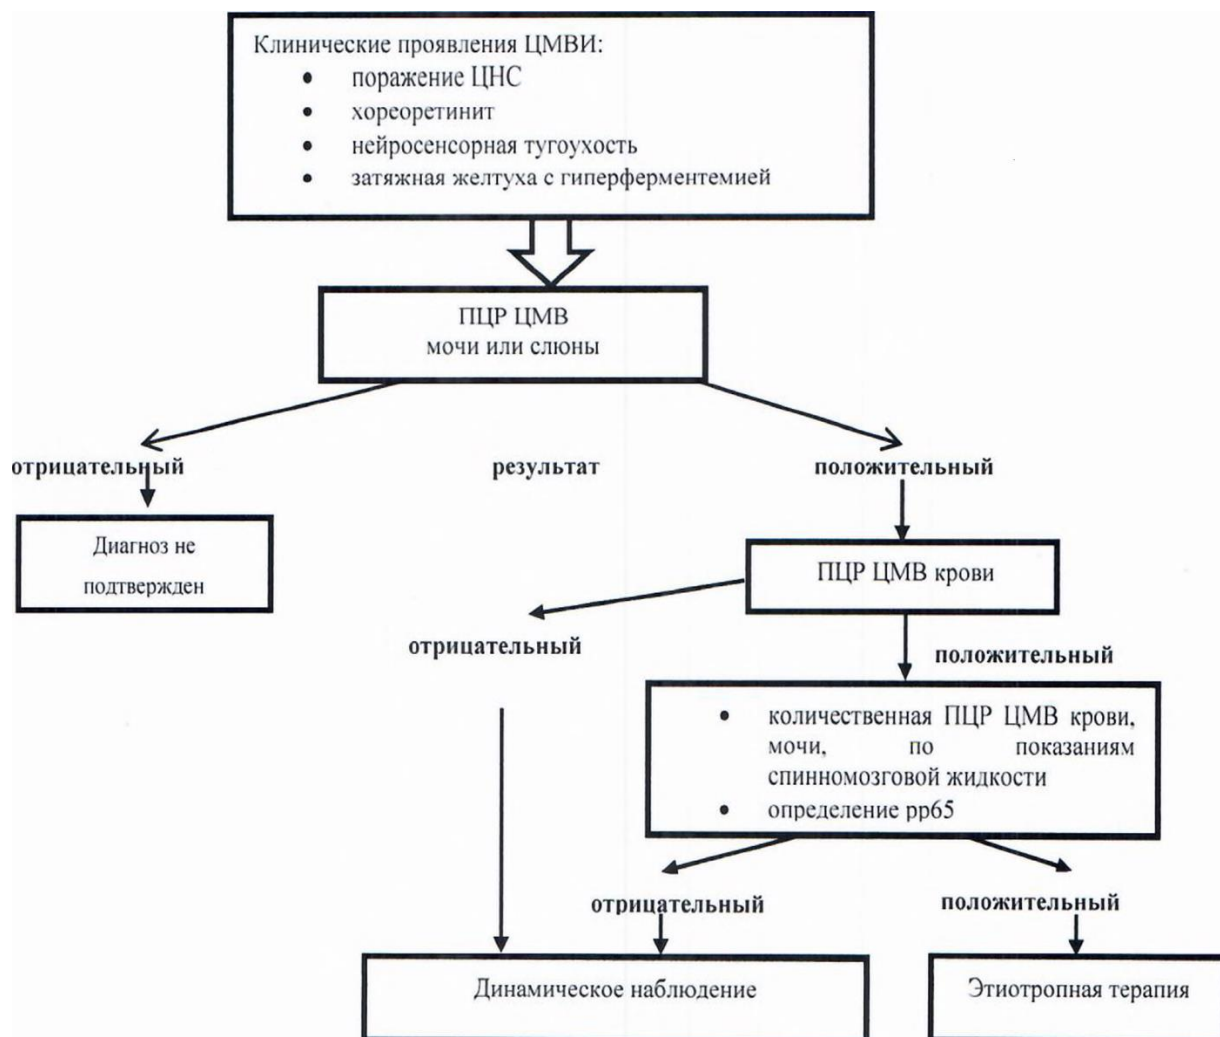 Клинические проявления ЦМВИ:
• поражение ЦНС
• хореоретинит
• нейросенсорная тугоухость
• затяжная желтуха с гиперферментемией
ПЦР ЦМВ
мочи или слюны
отрицательный результат положительный
Диагноз не
подтвержден
ПЦР ЦМВ крови
отрицательный
положительный
• количественная ПЦР ЦМВ крови,
мочи, по показаниям
спинномозговой жидкости
• определение рр65
отрицательный положительный
Динамическое наблюдение
Этиотропная терапия